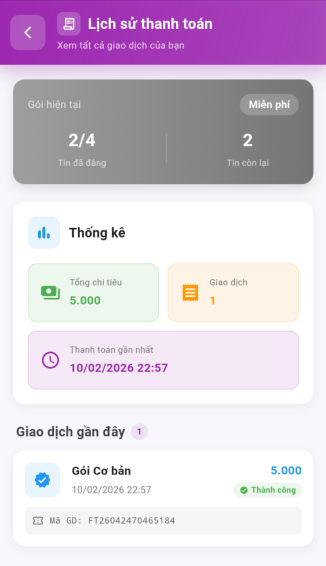 Lịch sử thanh toán
Xem tất cả giao dịch của bạn
Gói hiện tại
Miễn phí
2/4
2
Tin đã đăng
Tin còn lại
Thống kê
Tổng chi tiêu
5.000
Giao dịch
1
Thanh toán gần nhất
10/02/2026 22:57
Giao dịch gần đây 1
Gói Cơ bản
5.000
10/02/2026 22:57
Thành công
Mã GD: FT26042470465184